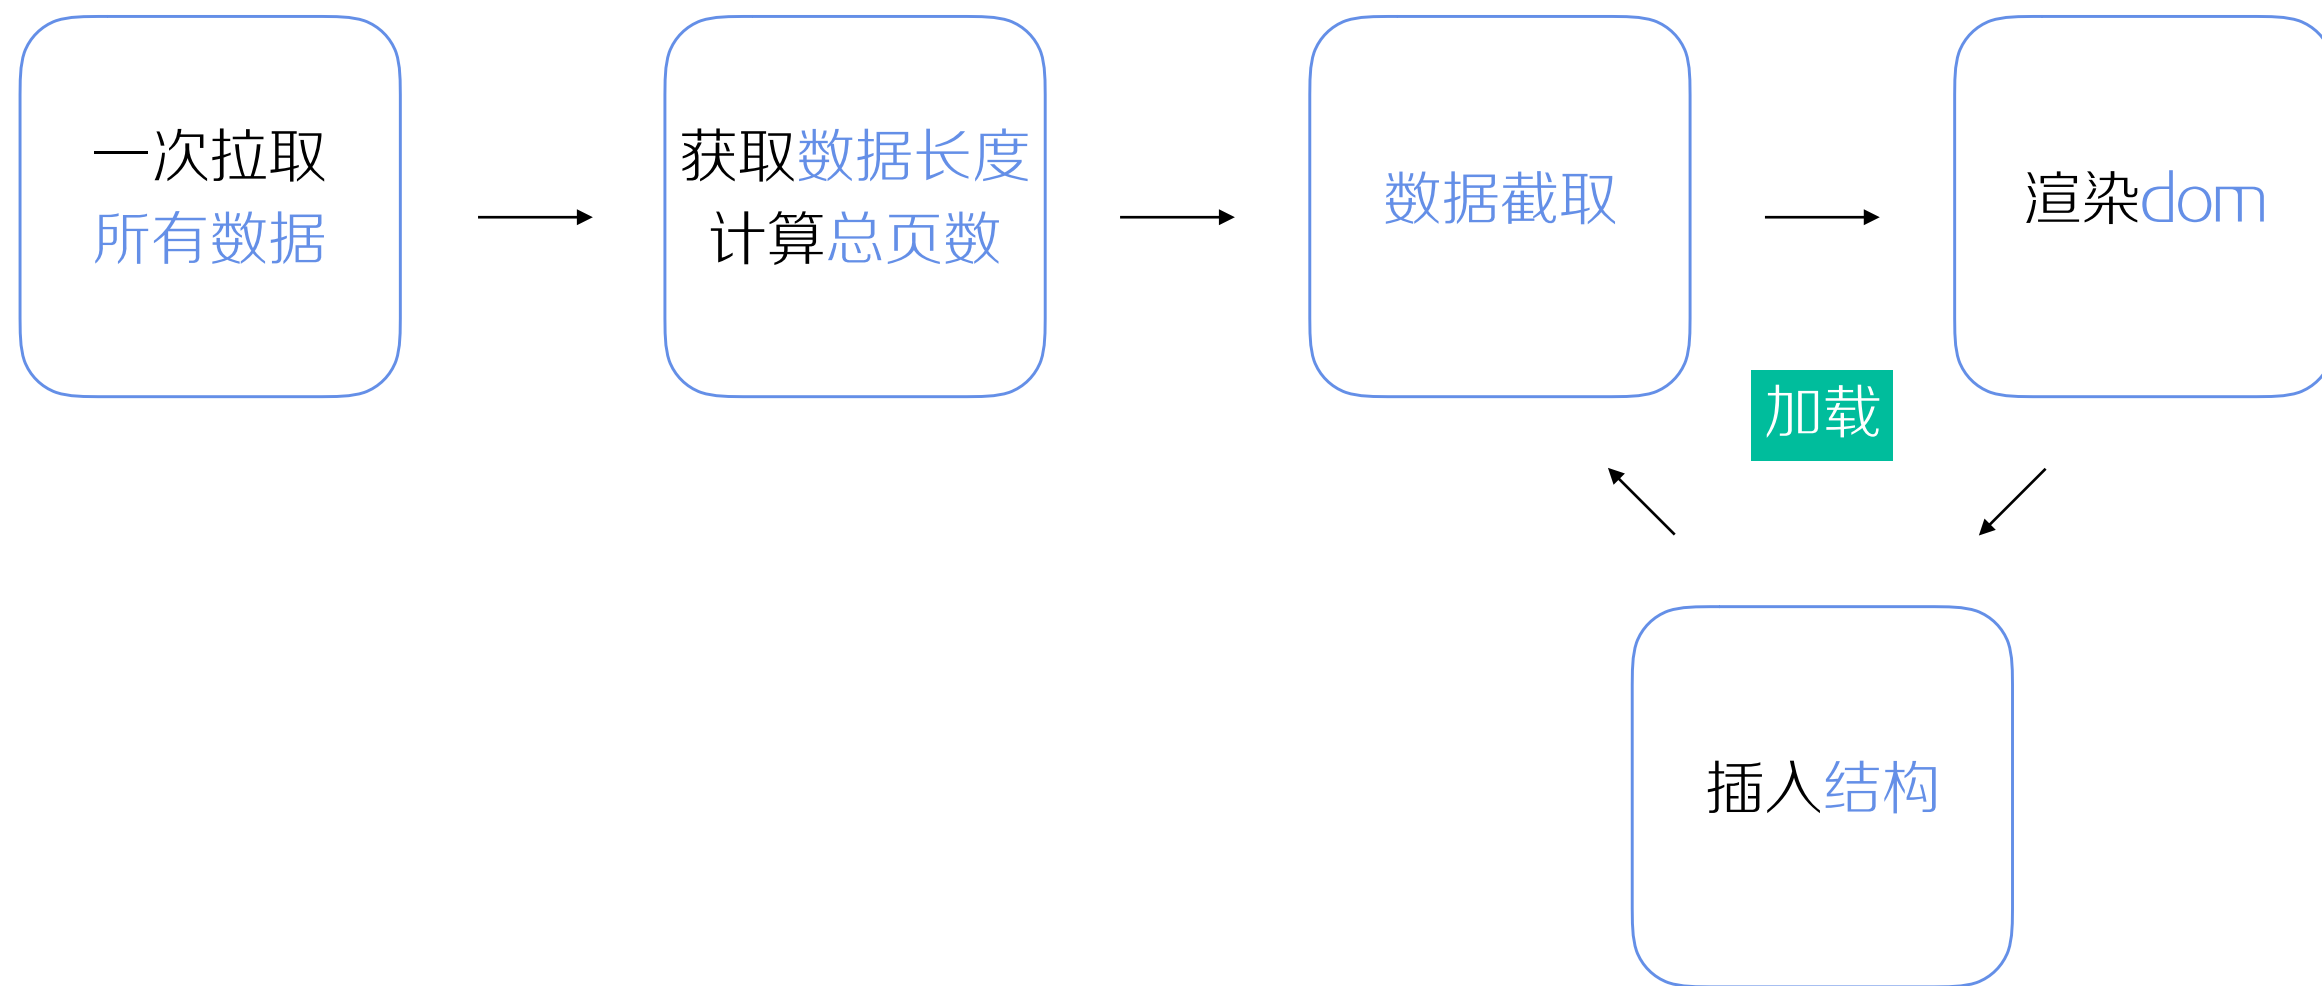 一次拉取
所有数据
获取数据长度
计算总页数
数据截取
渲染dom
加载
插入结构